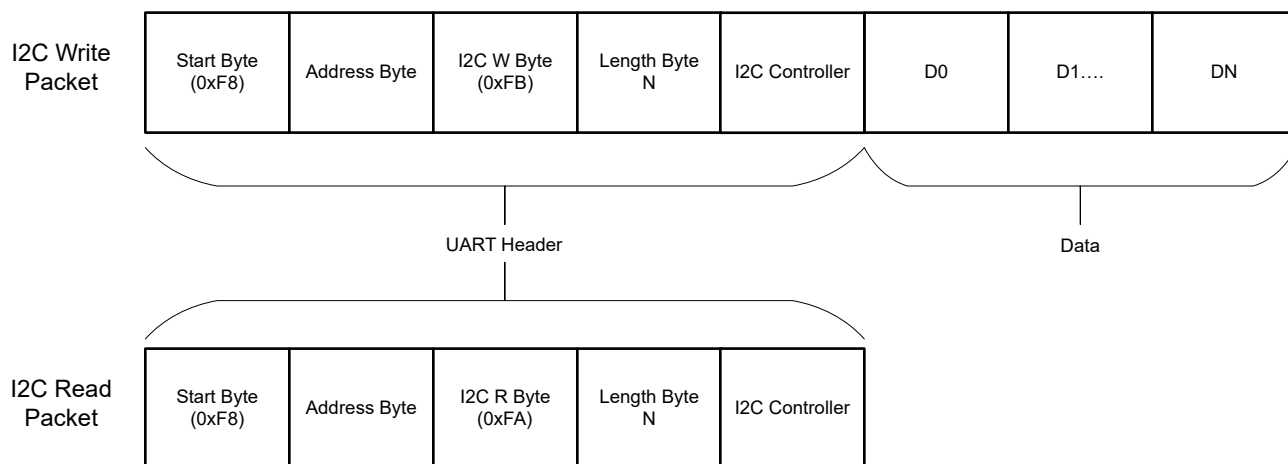 I2C Write
Packet
Start Byte
(0xF8)
Address Byte
I2C W Byte
(0xFB)
Length Byte
N
I2C Controller
D0
D1....
DN
UART Header
Data
I2C Read
Packet
Start Byte
(0xF8)
Address Byte
I2C R Byte
(0xFA)
Length Byte
N
I2C Controller